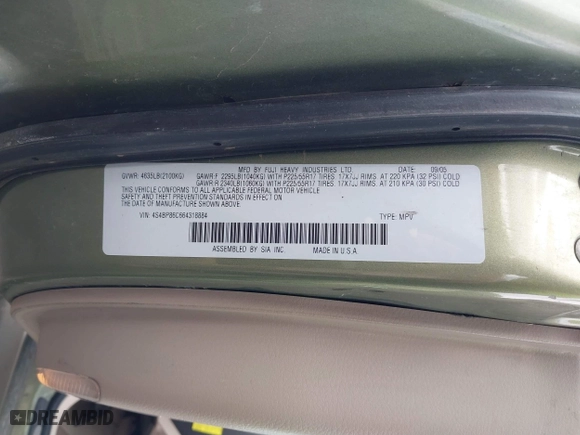 MFD BY FUJI HEAVY INDUSTRIES LTD. DATE: 09/05
GVWR: 4635LB(2100KG) GAWR:F 2295LB(1040KG) WITH P225/55R17 TIRES. 17X7JJ RIMS. AT 220 KPA (32 PSI) COLD
GAWR:R 2340LB(1060KG) WITH P225/55R17 TIRES. 17X7JJ RIMS. AT 210 KPA (30 PSI) COLD
THIS VEHICLE CONFORMS TO ALL APPLICABLE FEDERAL MOTOR VEHICLE
SAFETY AND THEFT PREVENTION STANDARDS IN EFFECT ON
THE DATE OF MANUFACTURE SHOWN ABOVE.
VIN: 4S4BP86C664318884 TYPE: MPV
ASSEMBLED BY SIA INC. MADE IN U.S.A.
DREAMBID